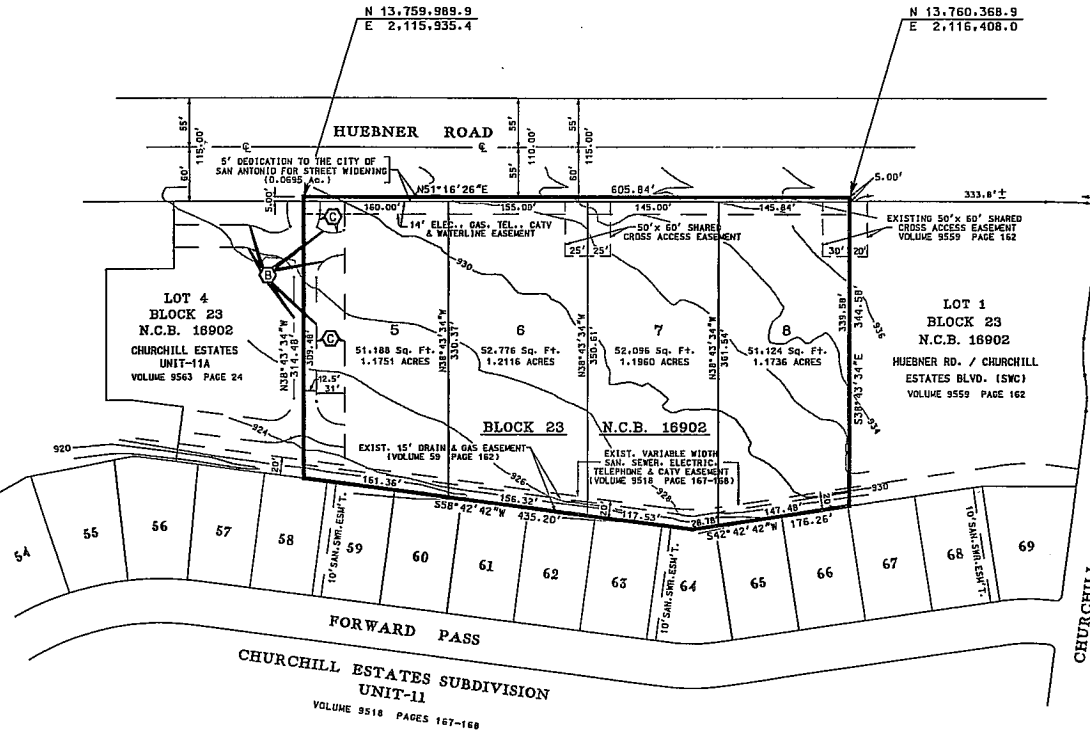 N 13,759,989.9
E 2,115,935.4
N 13,760,368.9
E 2,116,408.0
HUEBNER ROAD
55'
60'
115.00'
55'
55'
110.00'
55'
60'
115.00'
5' DEDICATION TO THE CITY OF
SAN ANTONIO FOR STREET WIDENING
(0.0695 Ac.)
N51°16'26"E
605.84'
5.00'
5.00'
333.8'±
160.00'
155.00'
145.00'
145.84'
14' ELEC., GAS, TEL., CATV
& WATERLINE EASEMENT
50'x 60' SHARED
CROSS ACCESS EASEMENT
25'
25'
EXISTING 50'x 60' SHARED
CROSS ACCESS EASEMENT
VOLUME 9559 PAGE 162
30'
20'
C
B
C
930
936
934
LOT 4
BLOCK 23
N.C.B. 16902
CHURCHILL ESTATES
UNIT-11A
VOLUME 9563 PAGE 24
N38°43'34"W
314.48'
309.48'
12.5'
31'
5
51,188 Sq. Ft.
1.1751 ACRES
N38°43'34"W
330.37'
6
52,776 Sq. Ft.
1.2116 ACRES
N38°43'34"W
350.61'
7
52,096 Sq. Ft.
1.1960 ACRES
N38°43'34"W
361.54'
8
51,124 Sq. Ft.
1.1736 ACRES
339.58'
344.58'
S38°43'34"E
LOT 1
BLOCK 23
N.C.B. 16902
HUEBNER RD. / CHURCHILL
ESTATES BLVD. (SWC)
VOLUME 9559 PAGE 162
BLOCK 23
N.C.B. 16902
EXIST. 15' DRAIN & GAS EASEMENT
(VOLUME 59 PAGE 162)
EXIST. VARIABLE WIDTH
SAN. SEWER, ELECTRIC,
TELEPHONE & CATV EASEMENT
(VOLUME 9518 PAGE 167-168)
920
924
926
928
930
20'
20'
20'
161.36'
156.32'
117.53'
28.78'
147.48'
S58°42'42"W
435.20'
S42°42'42"W
176.26'
54
55
56
57
58
10'SAN.SWR.ESM'T.
59
60
61
62
63
10'SAN.SWR.ESM'T.
64
65
66
67
68
10'SAN.SWR.ESM'T.
69
FORWARD PASS
CHURCHILL ESTATES SUBDIVISION
UNIT-11
VOLUME 9518 PAGES 167-168
CHURCHILL